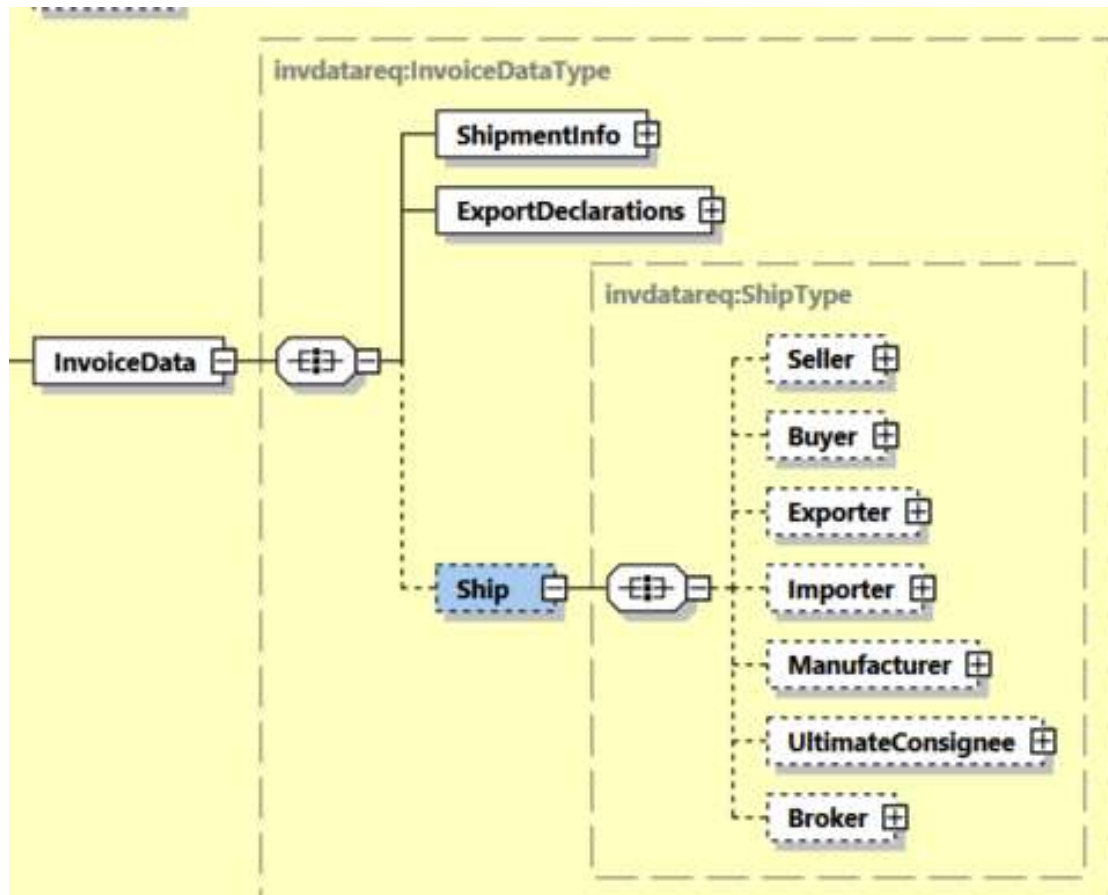 invdatareq:InvoiceDataType
ShipmentInfo
ExportDeclarations
invdatareq:ShipType
InvoiceData
Seller
Buyer
Exporter
Ship
Importer
Manufacturer
UltimateConsignee
Broker